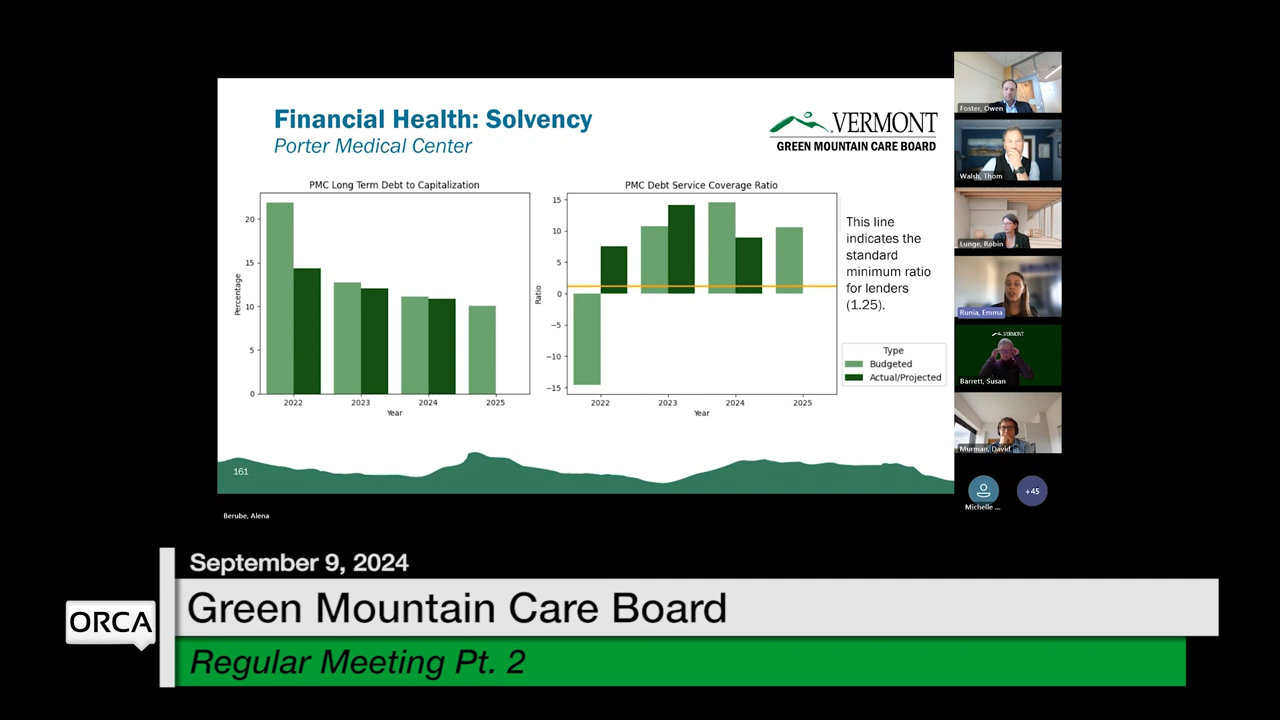 Financial Health: Solvency
Porter Medical Center
VERMONT
GREEN MOUNTAIN CARE BOARD
PMC Long Term Debt to Capitalization
Percentage
20
15
10
5
0
2022
2023
2024
2025
Year
PMC Debt Service Coverage Ratio
Ratio
15
10
5
0
−5
−10
−15
2022
2023
2024
2025
Year
This line
indicates the
standard
minimum ratio
for lenders
(1.25).
Type
Budgeted
Actual/Projected
161
Foster, Owen
Walsh, Thom
Lunge, Robin
Runia, Emma
VERMONT
Barrett, Susan
Murman, David
Michelle ...
+45
Berube, Alena
September 9, 2024
ORCA
Green Mountain Care Board
Regular Meeting Pt. 2